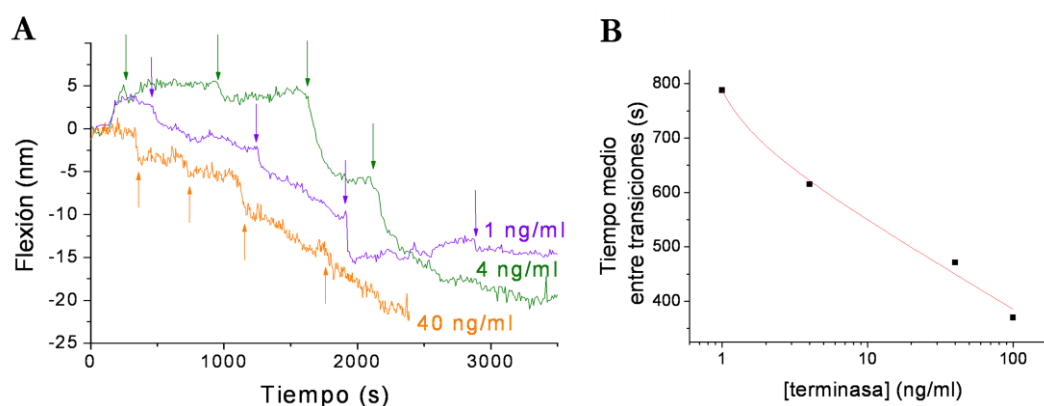 A
5
0
-5
-10
-15
-20
-25
Flexión (nm)
1 ng/ml
4 ng/ml
40 ng/ml
0
1000
2000
3000
Tiempo (s)
B
800
700
600
500
400
Tiempo medio
entre transiciones (s)
1
10
100
[terminasa] (ng/ml)